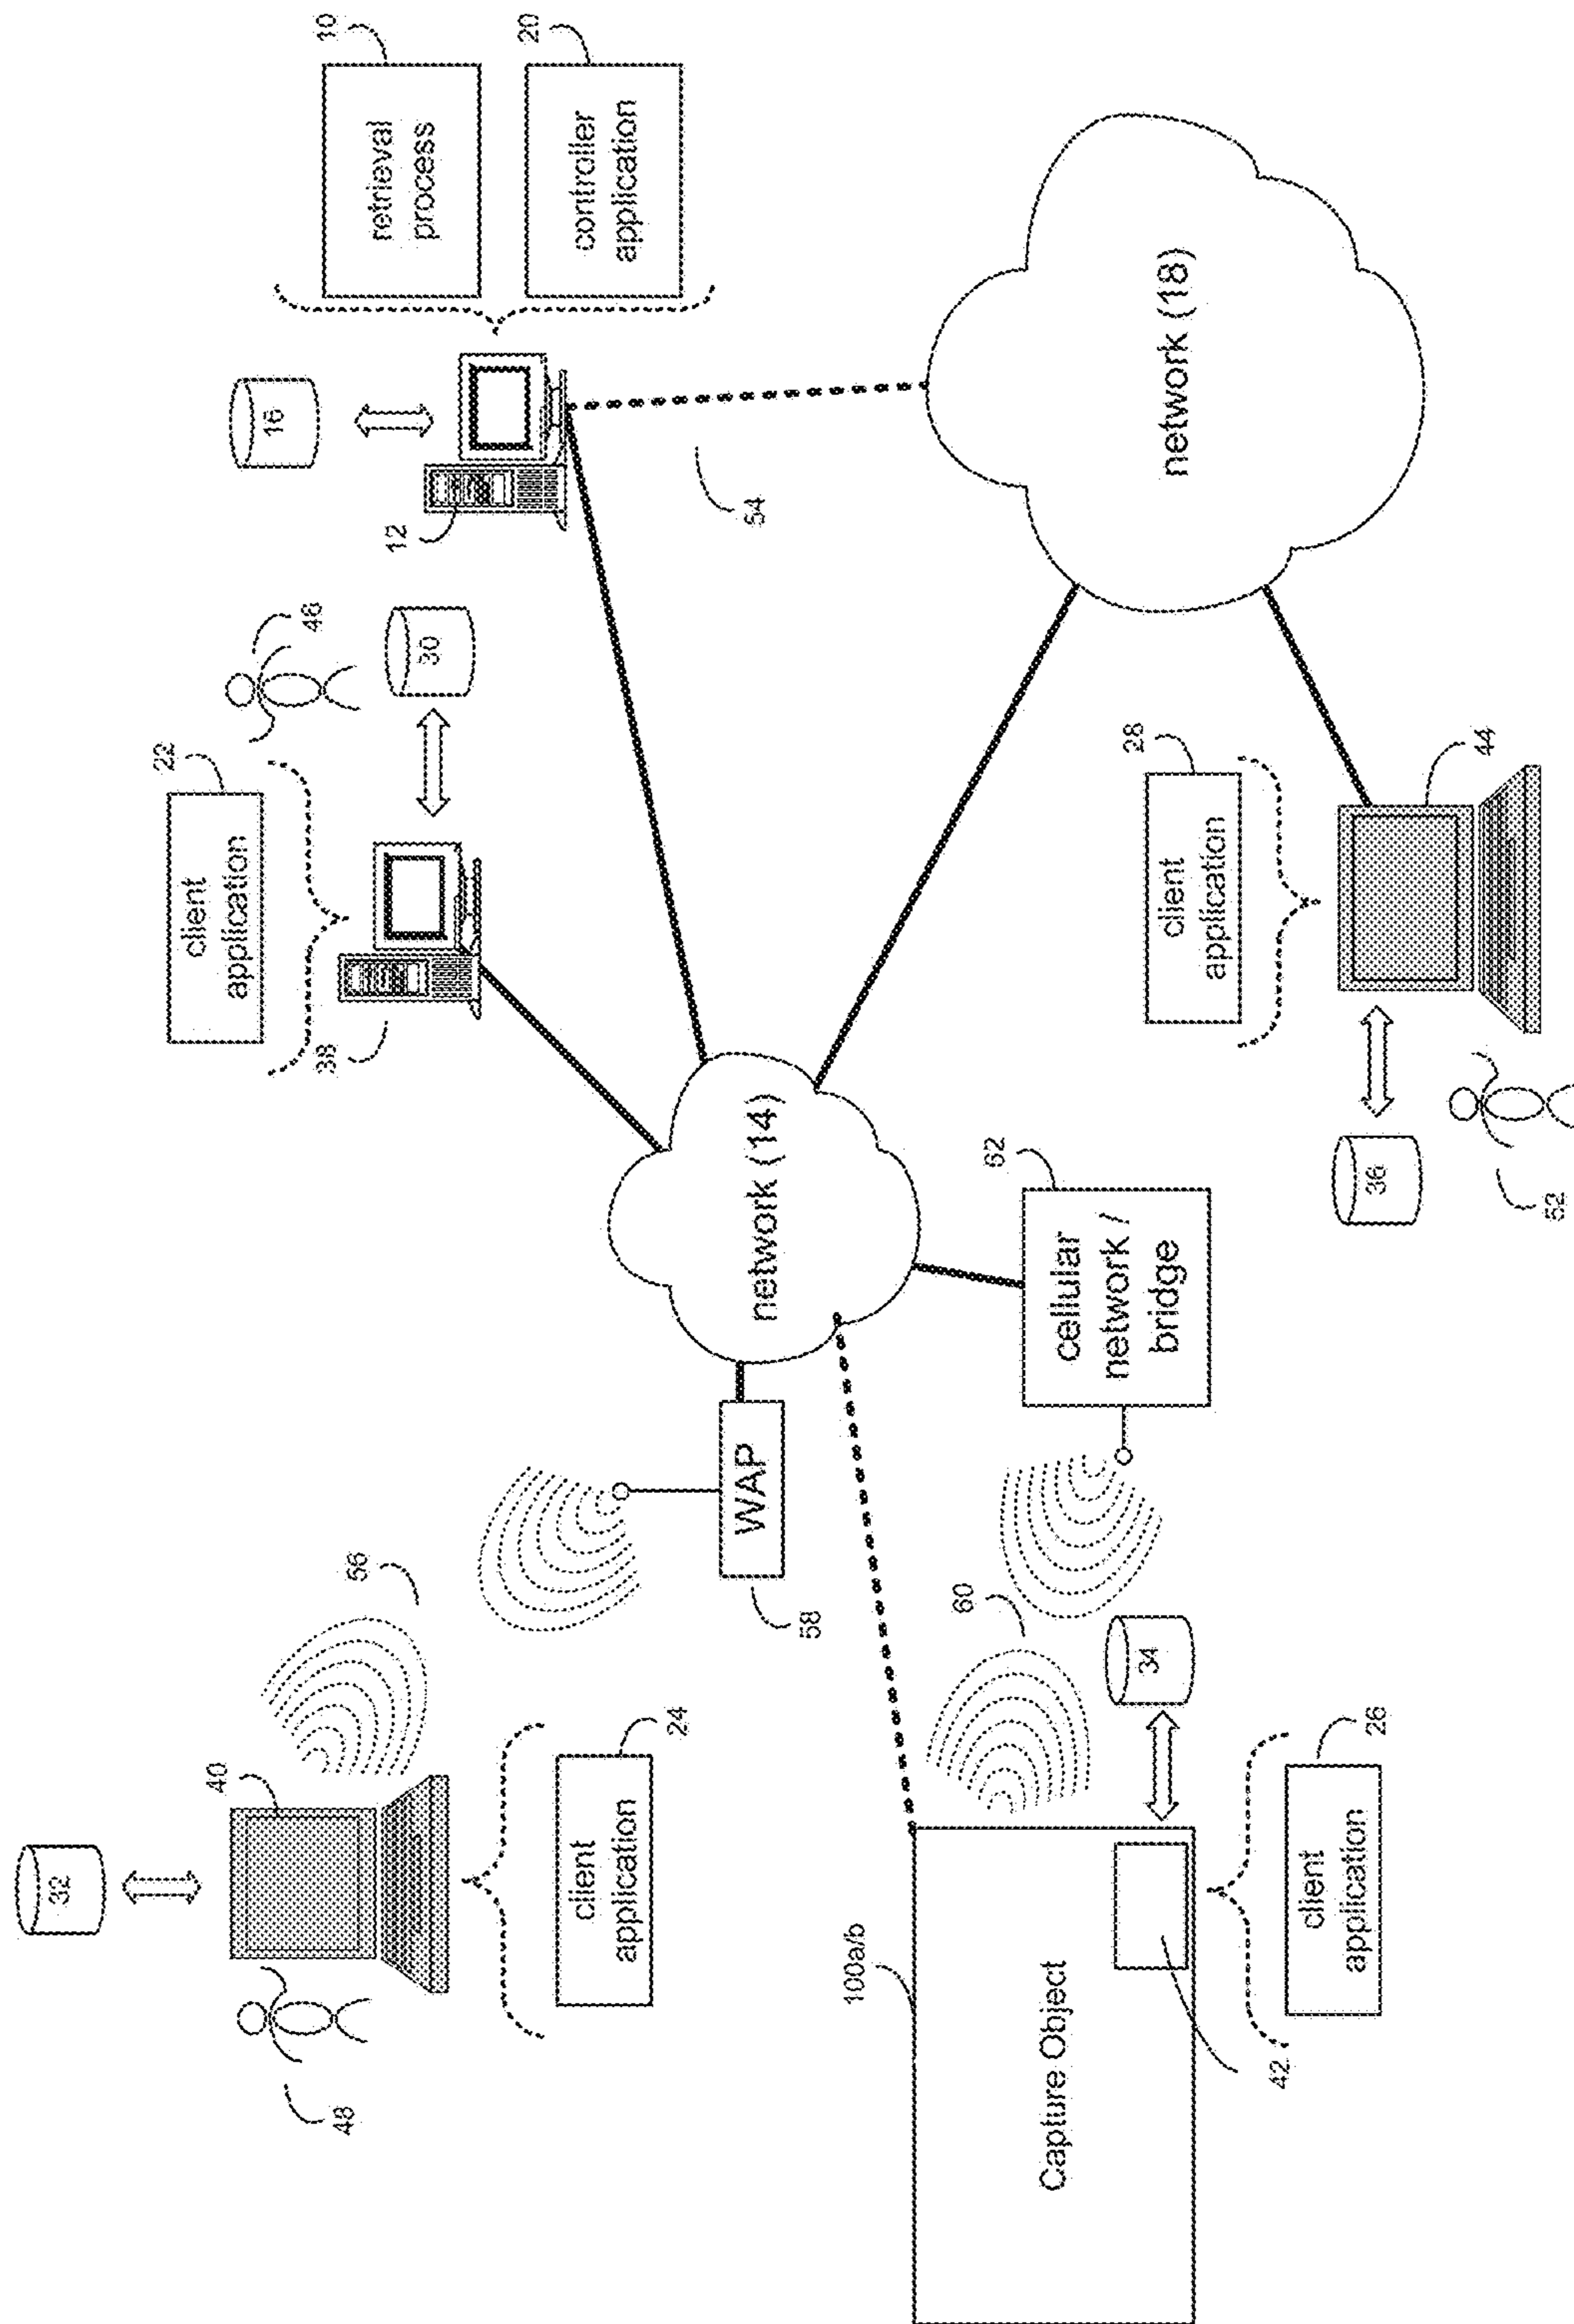 32
40
48
56
client
application
24
22
client
application
38
46
30
16
12
10
retrieval
process
20
controller
application
54
58
WAP
network (14)
100a/b
Capture Object
42
60
34
client
application
26
62
cellular
network /
bridge
network (18)
28
client
application
44
36
52